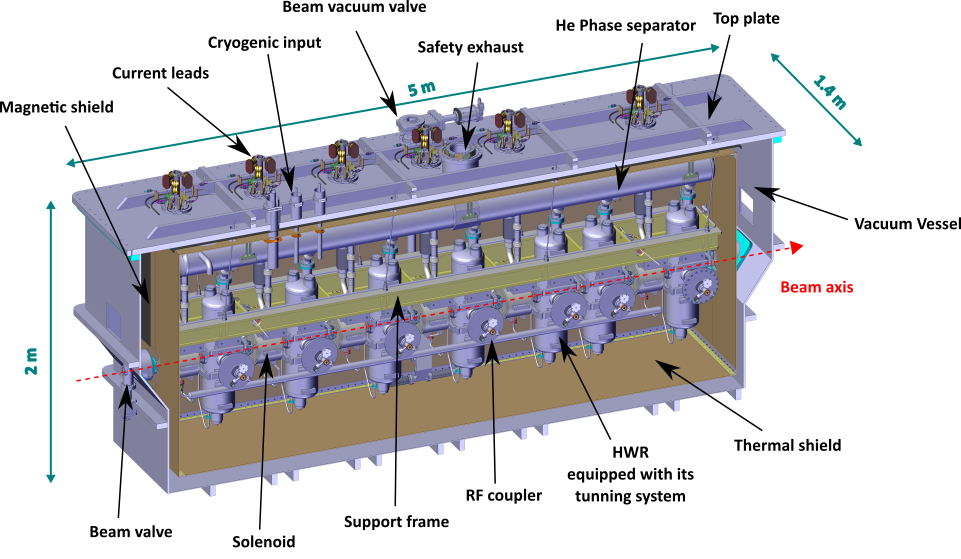 Beam vacuum valve
Cryogenic input
Safety exhaust
He Phase separator
Top plate
Current leads
5 m
1.4 m
Magnetic shield
Vacuum Vessel
Beam axis
2 m
Thermal shield
HWR
equipped with its
tunning system
RF coupler
Support frame
Beam valve
Solenoid